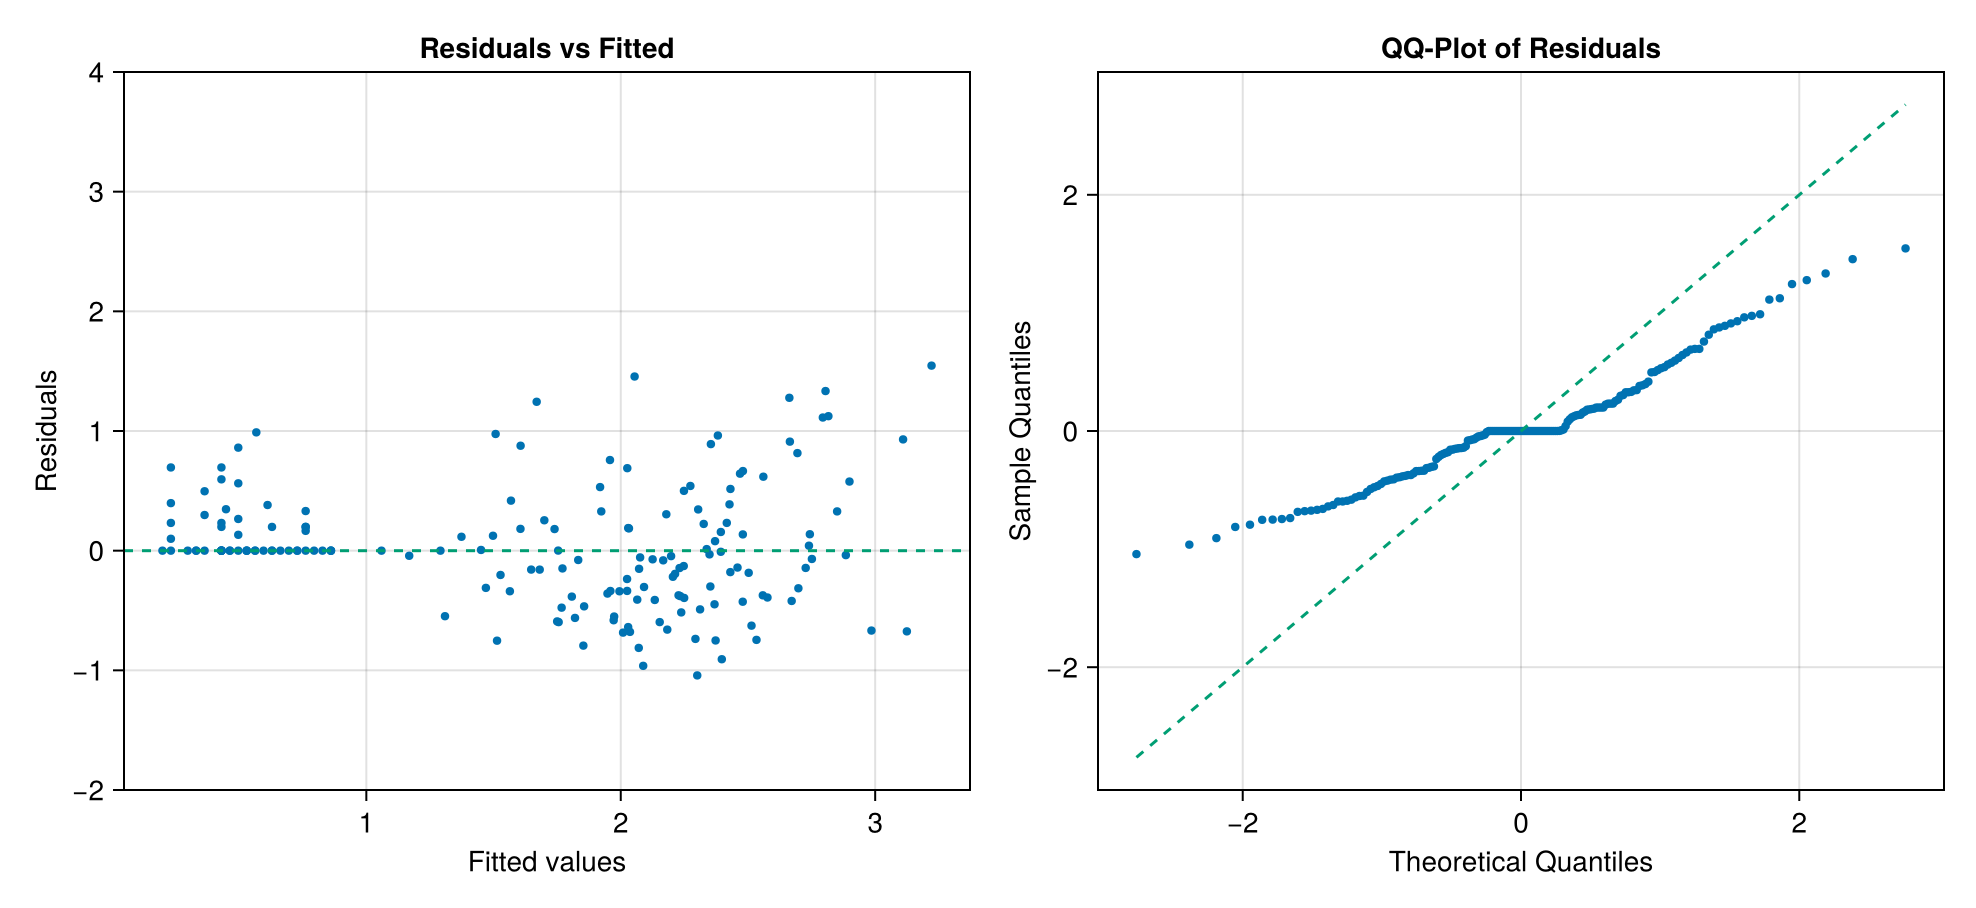 Residuals vs Fitted
4
3
2
1
0
−1
−2
Residuals
1
2
3
Fitted values
QQ-Plot of Residuals
2
0
−2
Sample Quantiles
−2
0
2
Theoretical Quantiles